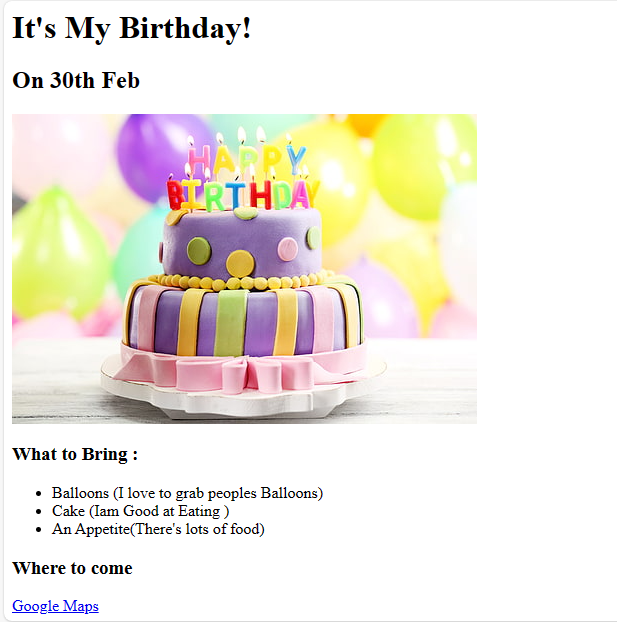 It's My Birthday!
On 30th Feb
HAPPY
BIRTHDAY
What to Bring :
Balloons (I love to grab peoples Balloons)
Cake (Iam Good at Eating )
An Appetite(There's lots of food)
Where to come
Google Maps